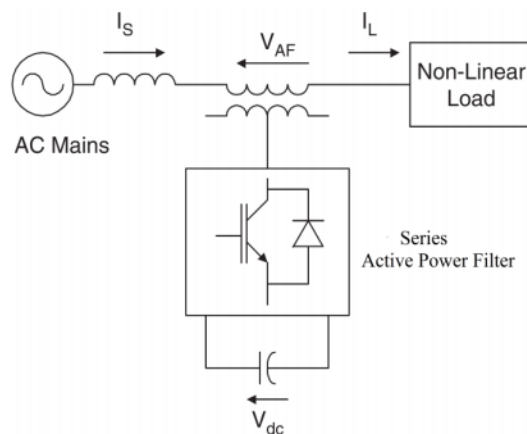 I_S
V_AF
I_L
Non-Linear
Load
AC Mains
Series
Active Power Filter
V_dc